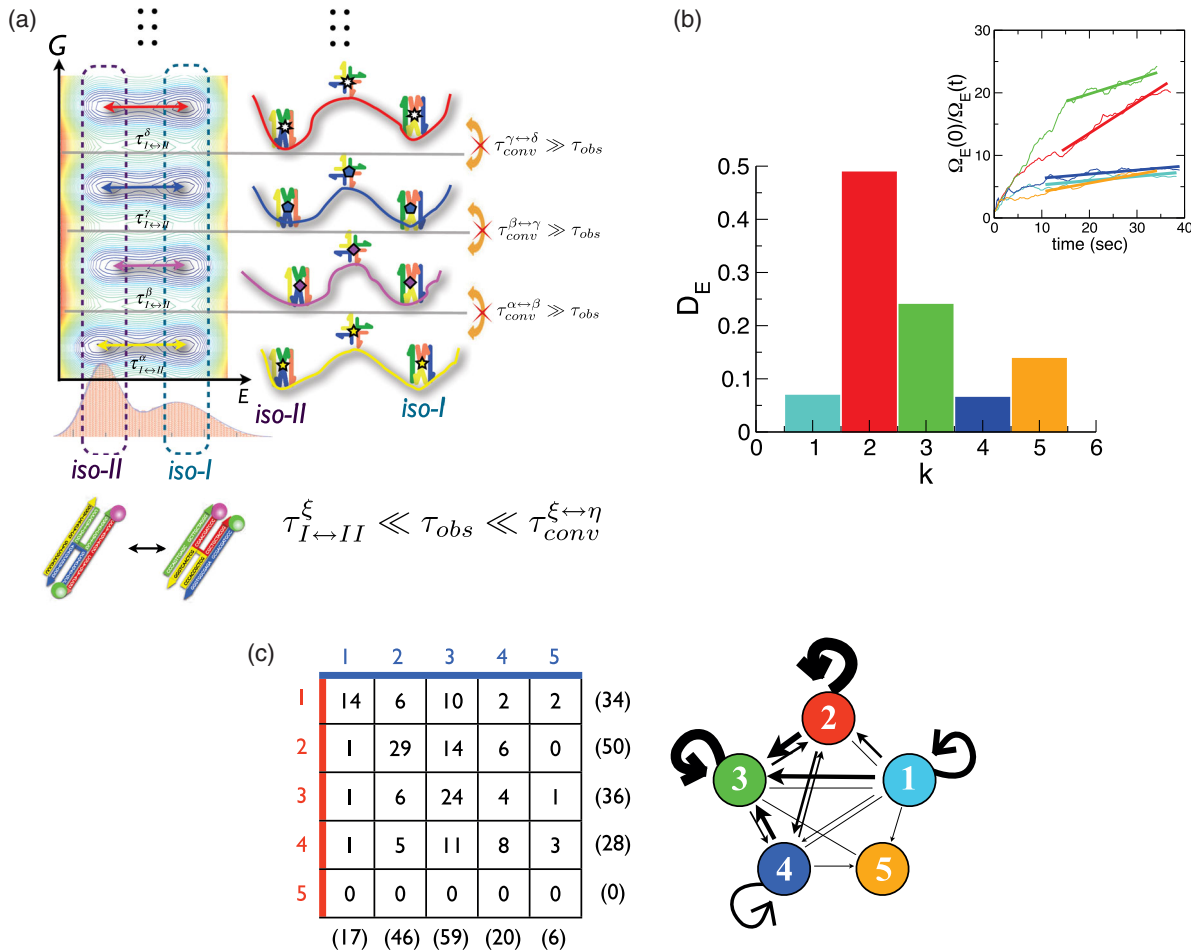 (a)
G
τ^δ_{I↔II}
τ^γ_{I↔II}
τ^β_{I↔II}
τ^α_{I↔II}
E
τ^{γ↔δ}_{conv} ≫ τ_{obs}
τ^{β↔γ}_{conv} ≫ τ_{obs}
τ^{α↔β}_{conv} ≫ τ_{obs}
iso-II
iso-I
iso-II
iso-I
τ^ξ_{I↔II} ≪ τ_{obs} ≪ τ^{ξ↔η}_{conv}
(b)
D_E
0.5
0.4
0.3
0.2
0.1
0
0 1 2 3 4 5 6
k
Ω_E(0)/Ω_E(t)
30
20
10
0
0 10 20 30 40
time (sec)
(c)
1 2 3 4 5
1 14 6 10 2 2 (34)
2 1 29 14 6 0 (50)
3 1 6 24 4 1 (36)
4 1 5 11 8 3 (28)
5 0 0 0 0 0 (0)
(17) (46) (59) (20) (6)
2
3
1
4
5